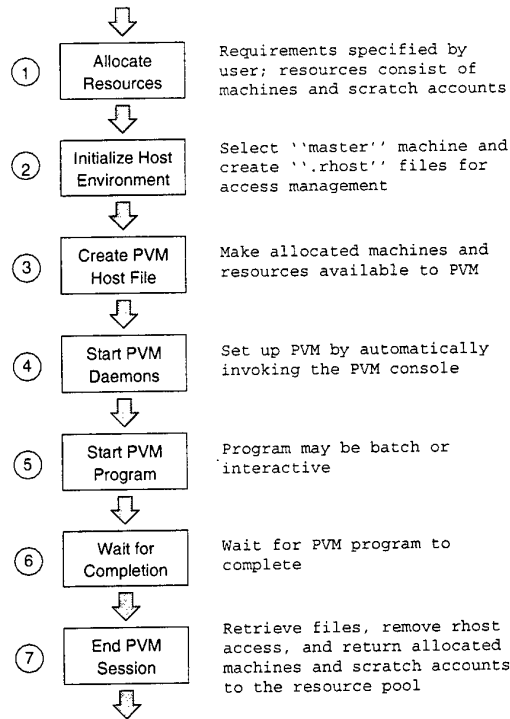 1
Allocate
Resources
Requirements specified by
user; resources consist of
machines and scratch accounts
2
Initialize Host
Environment
Select ''master'' machine and
create ''.rhost'' files for
access management
3
Create PVM
Host File
Make allocated machines and
resources available to PVM
4
Start PVM
Daemons
Set up PVM by automatically
invoking the PVM console
5
Start PVM
Program
Program may be batch or
interactive
6
Wait for
Completion
Wait for PVM program to
complete
7
End PVM
Session
Retrieve files, remove rhost
access, and return allocated
machines and scratch accounts
to the resource pool